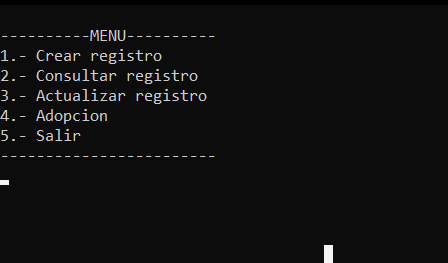 ----------MENU----------
1.- Crear registro
2.- Consultar registro
3.- Actualizar registro
4.- Adopcion
5.- Salir
------------------------